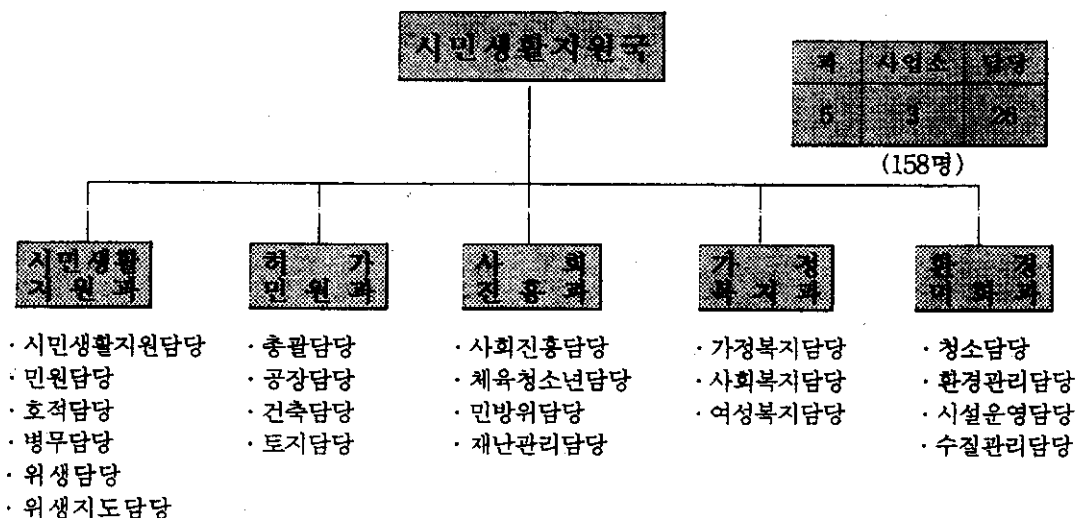 시민생활지원국
과 사업소 담당
5 3 26
(158명)
시민생활
지원과
허가
민원과
사회
진흥과
가정
복지과
환경
미화과
· 시민생활지원담당
· 민원담당
· 호적담당
· 병무담당
· 위생담당
· 위생지도담당
· 총괄담당
· 공장담당
· 건축담당
· 토지담당
· 사회진흥담당
· 체육청소년담당
· 민방위담당
· 재난관리담당
· 가정복지담당
· 사회복지담당
· 여성복지담당
· 청소담당
· 환경관리담당
· 시설운영담당
· 수질관리담당